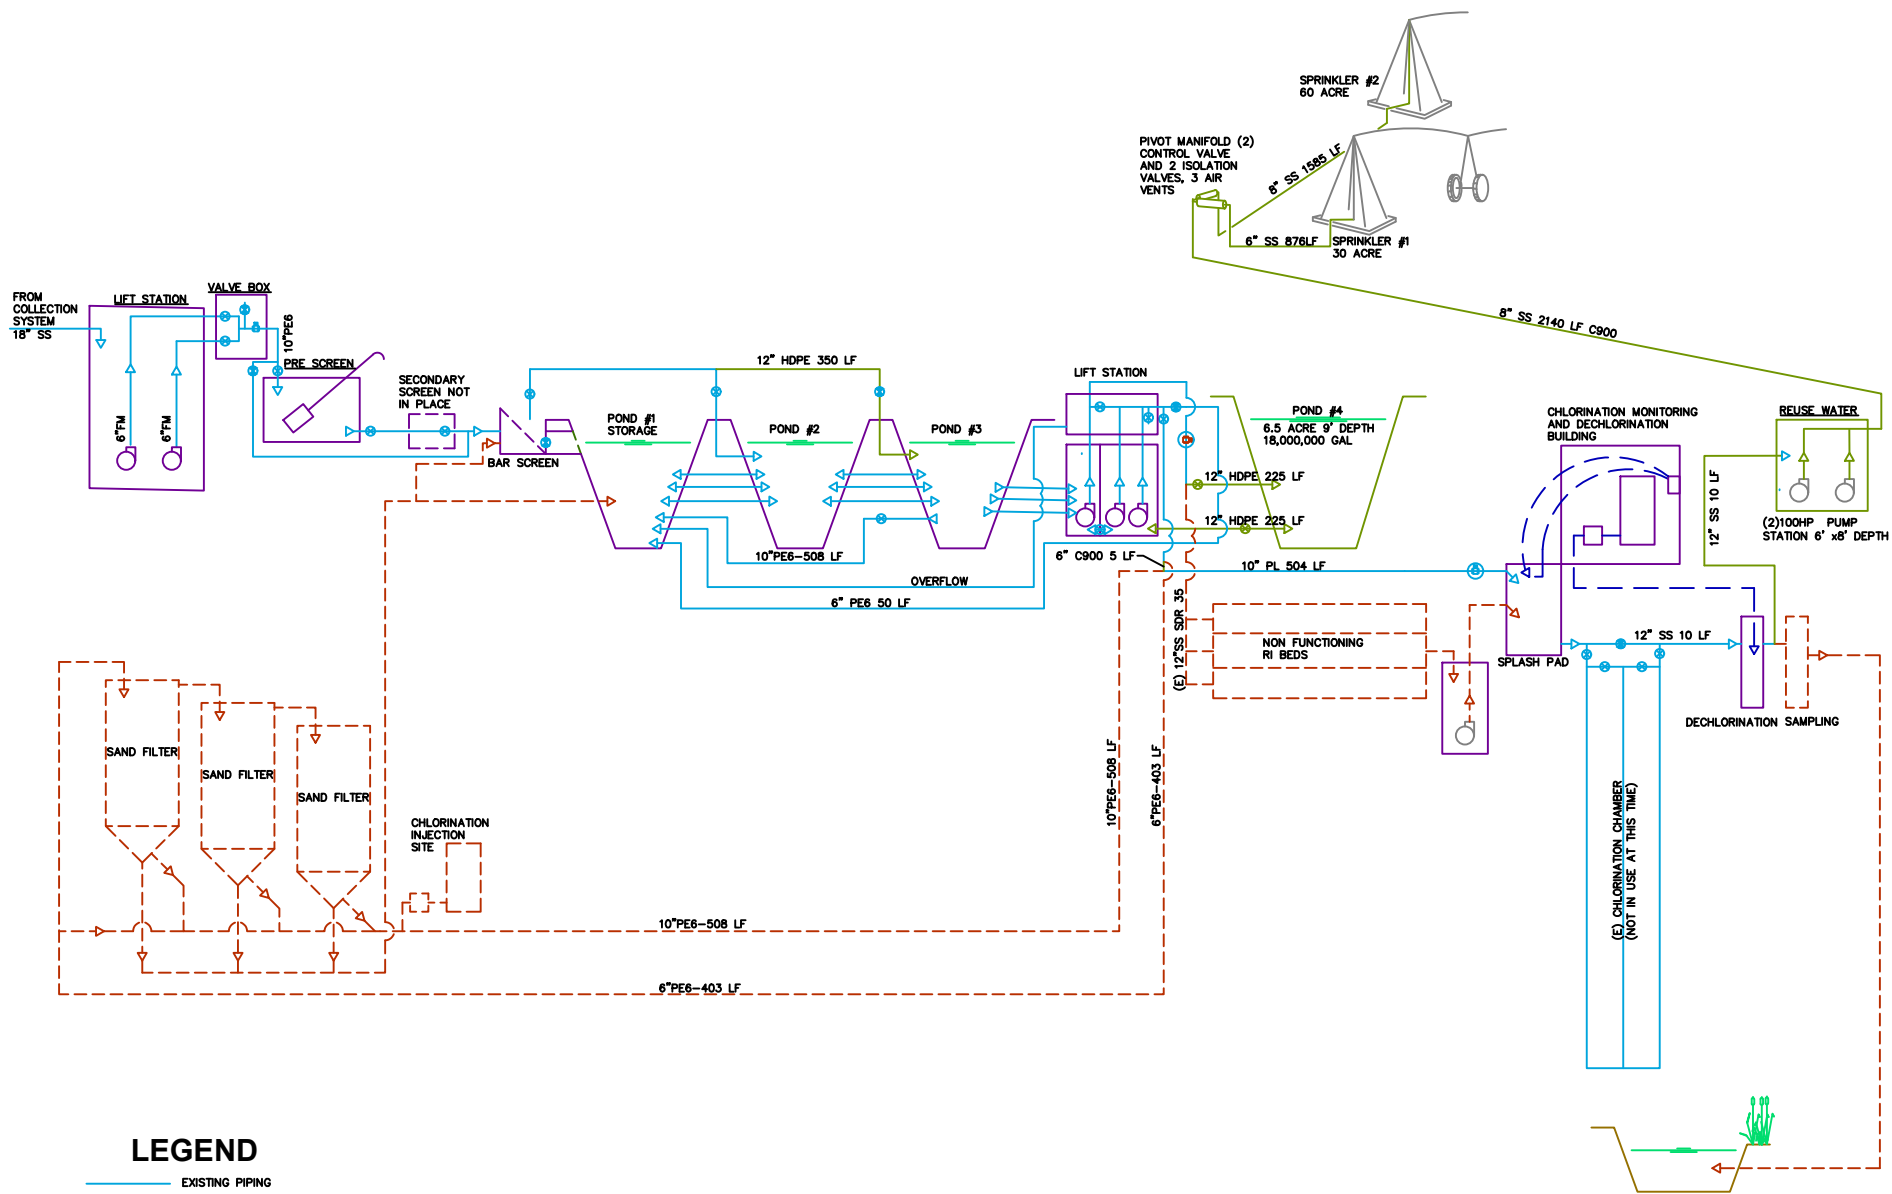 SPRINKLER #2
60 ACRE
PIVOT MANIFOLD (2)
CONTROL VALVE
AND 2 ISOLATION
VALVES, 3 AIR
VENTS
8" SS 1585 LF
6" SS 876LF
SPRINKLER #1
30 ACRE
8" SS 2140 LF C900
FROM
COLLECTION
SYSTEM
18" SS
LIFT STATION
VALVE BOX
10"PE6
6"FM
6"FM
PRE SCREEN
SECONDARY
SCREEN NOT
IN PLACE
BAR SCREEN
12" HDPE 350 LF
POND #1
STORAGE
POND #2
POND #3
LIFT STATION
POND #4
6.5 ACRE 9' DEPTH
18,000,000 GAL
12" HDPE 225 LF
12" HDPE 225 LF
10"PE6-508 LF
OVERFLOW
6" PE6 50 LF
6" C900 5 LF
10" PL 504 LF
CHLORINATION MONITORING
AND DECHLORINATION
BUILDING
REUSE WATER
12" SS 10 LF
(2)100HP PUMP
STATION 6' x8' DEPTH
(E) 12"SS SDR 35
NON FUNCTIONING
RI BEDS
SPLASH PAD
12" SS 10 LF
DECHLORINATION SAMPLING
SAND FILTER
SAND FILTER
SAND FILTER
CHLORINATION
INJECTION
SITE
10"PE6-508 LF
6"PE6-403 LF
(E) CHLORINATION CHAMBER
(NOT IN USE AT THIS TIME)
10"PE6-508 LF
6"PE6-403 LF
LEGEND
EXISTING PIPING